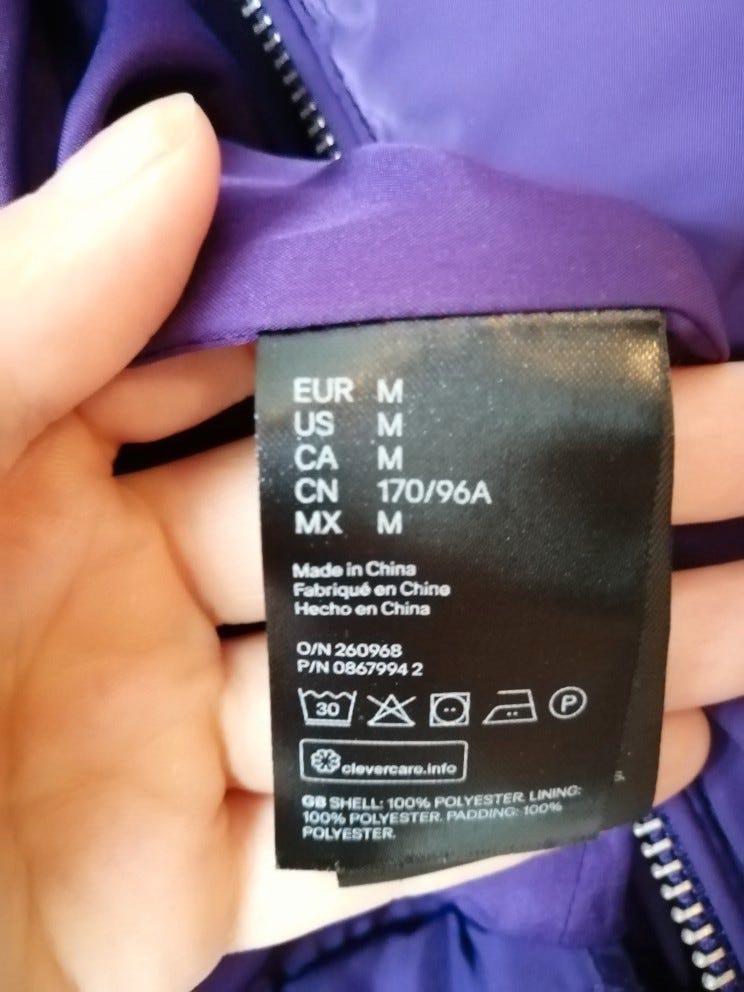 EUR M
US M
CA M
CN 170/96A
MX M
Made in China
Fabriqué en Chine
Hecho en China
O/N 260968
P/N 0867994 2
30 P
clevercare.info
GB SHELL: 100% POLYESTER. LINING:
100% POLYESTER. PADDING: 100%
POLYESTER.